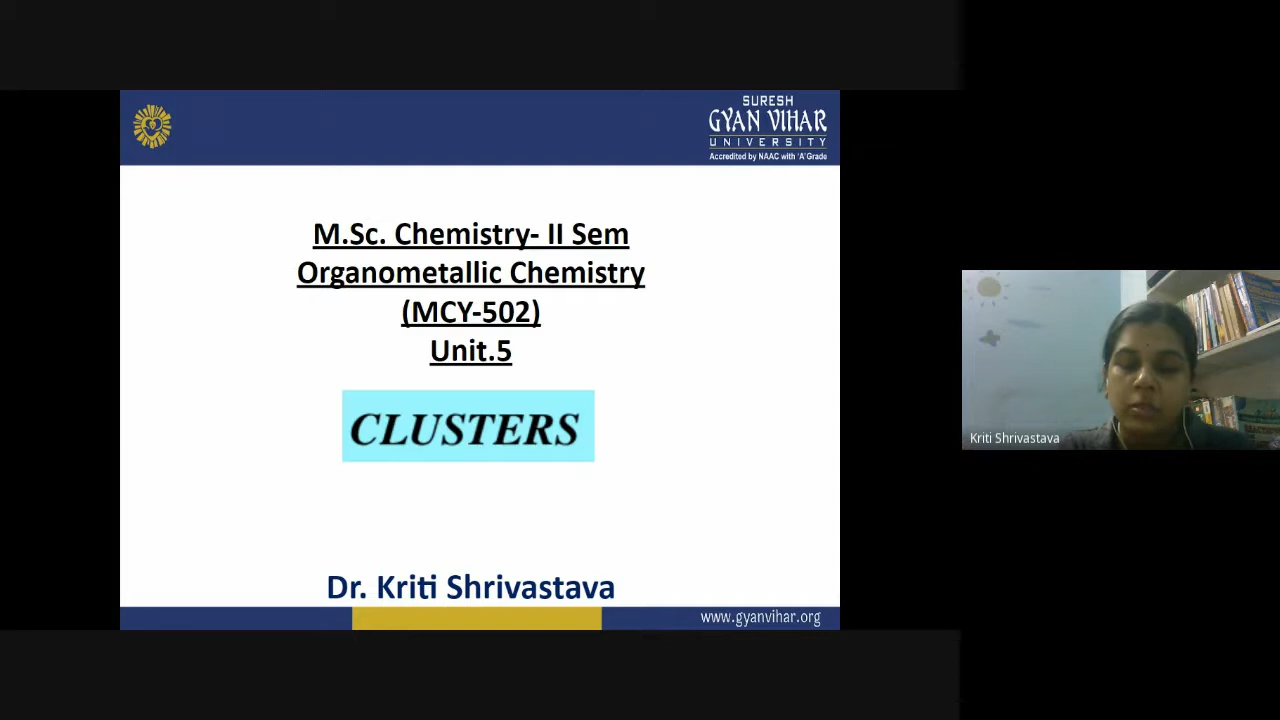 SURESH
GYAN VIHAR
UNIVERSITY
Accredited by NAAC with 'A' Grade
M.Sc. Chemistry- II Sem
Organometallic Chemistry
(MCY-502)
Unit.5
CLUSTERS
Dr. Kriti Shrivastava
www.gyanvihar.org
Kriti Shrivastava